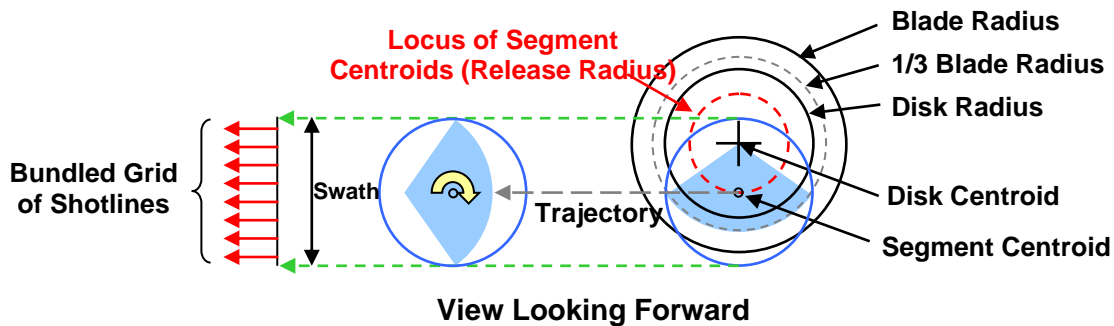 Blade Radius
Locus of Segment
Centroids (Release Radius)
1/3 Blade Radius
Disk Radius
Bundled Grid
of Shotlines
Swath
Trajectory
Disk Centroid
Segment Centroid
View Looking Forward